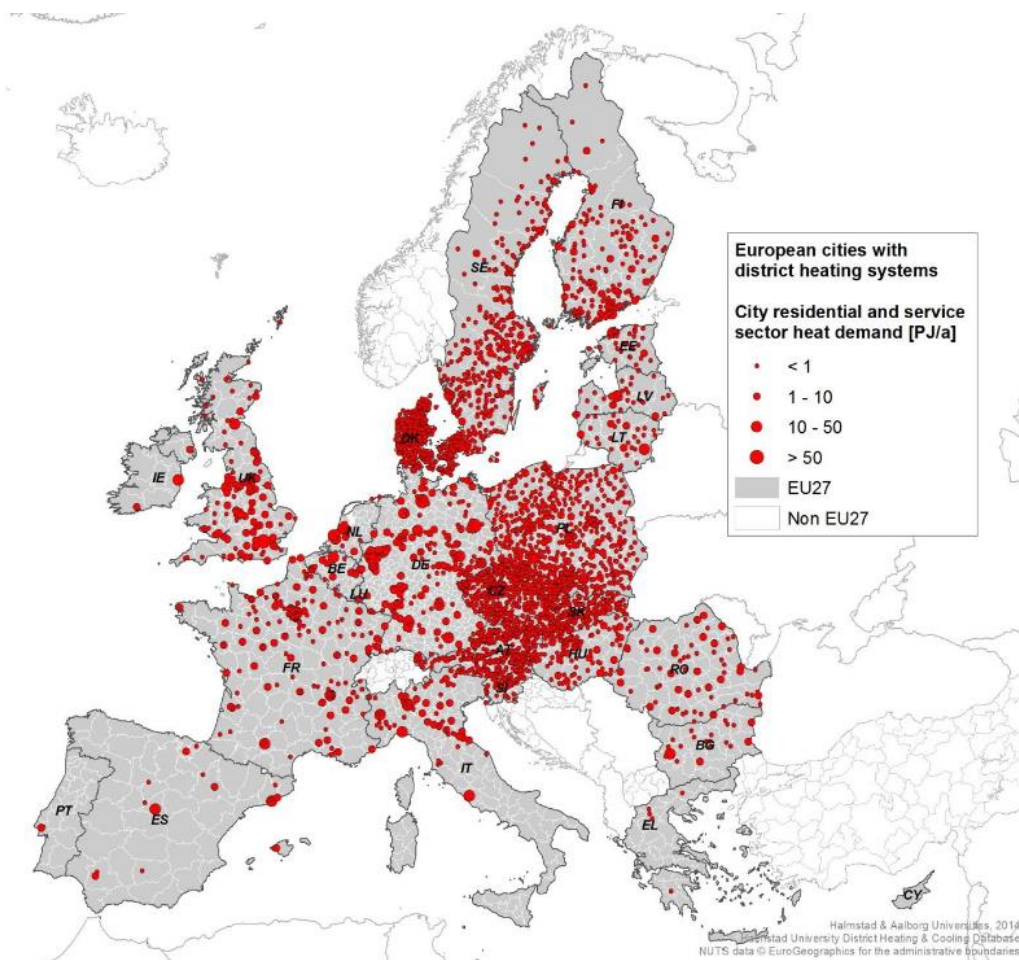 FI
SE
European cities with
district heating systems
City residential and service
sector heat demand [PJ/a]
< 1
1 - 10
10 - 50
> 50
EU27
Non EU27
EE
LV
LT
DK
IE
UK
NL
PL
BE
DE
LU
CZ
SK
AT
HU
FR
SI
RO
BG
IT
PT
ES
EL
CY
Halmstad & Aalborg Universities, 2014
University District Heating & Cooling Database
NUTS data © EuroGeographics for the administrative boundaries